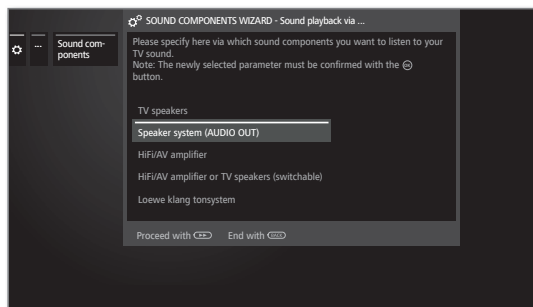 SOUND COMPONENTS WIZARD - Sound playback via ...
...
Sound com-
ponents
Please specify here via which sound components you want to listen to your
TV sound.
Note: The newly selected parameter must be confirmed with the OK
button.
TV speakers
Speaker system (AUDIO OUT)
HiFi/AV amplifier
HiFi/AV amplifier or TV speakers (switchable)
Loewe klang tonsystem
Proceed with End with BACK